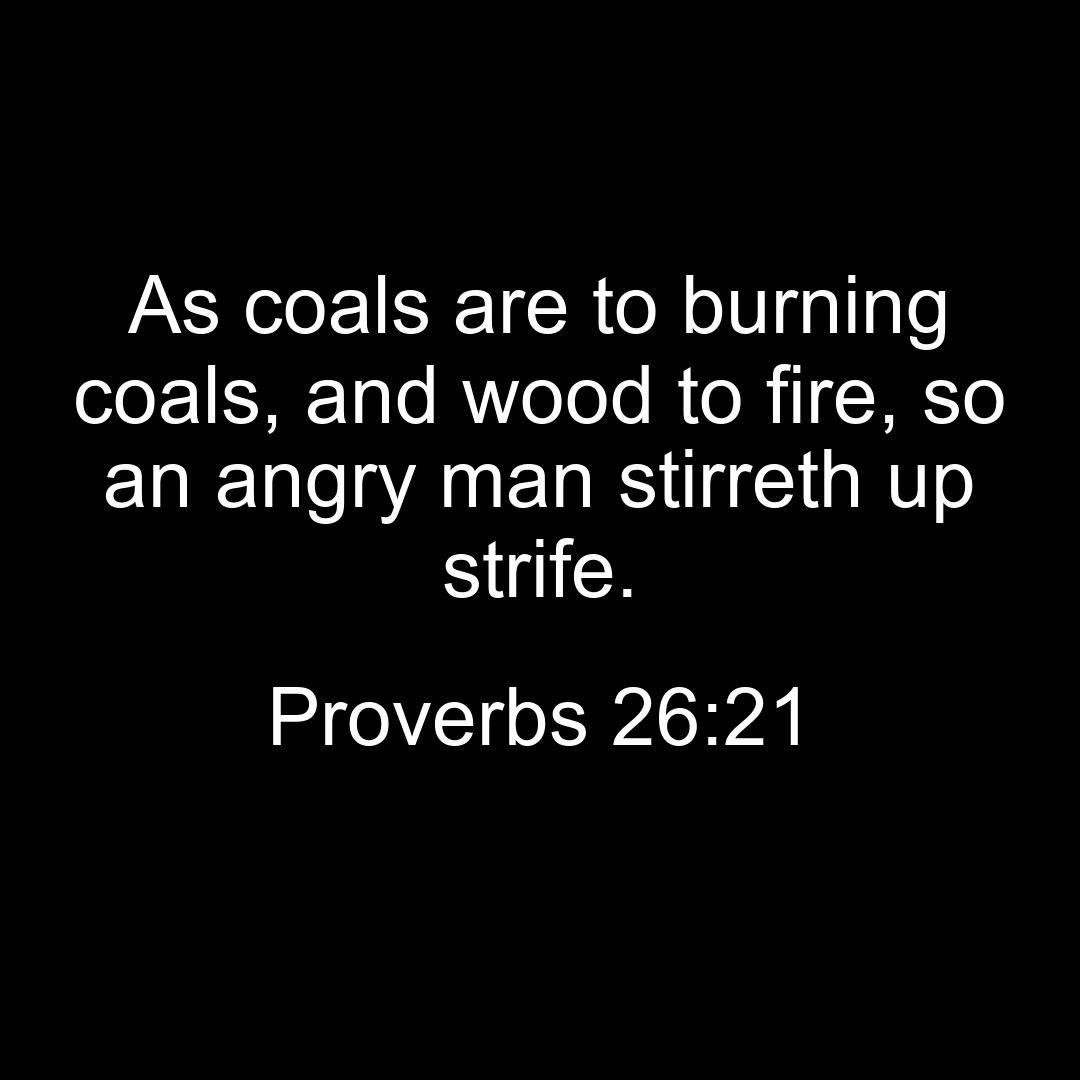 As coals are to burning
coals, and wood to fire, so
an angry man stirreth up
strife.
Proverbs 26:21